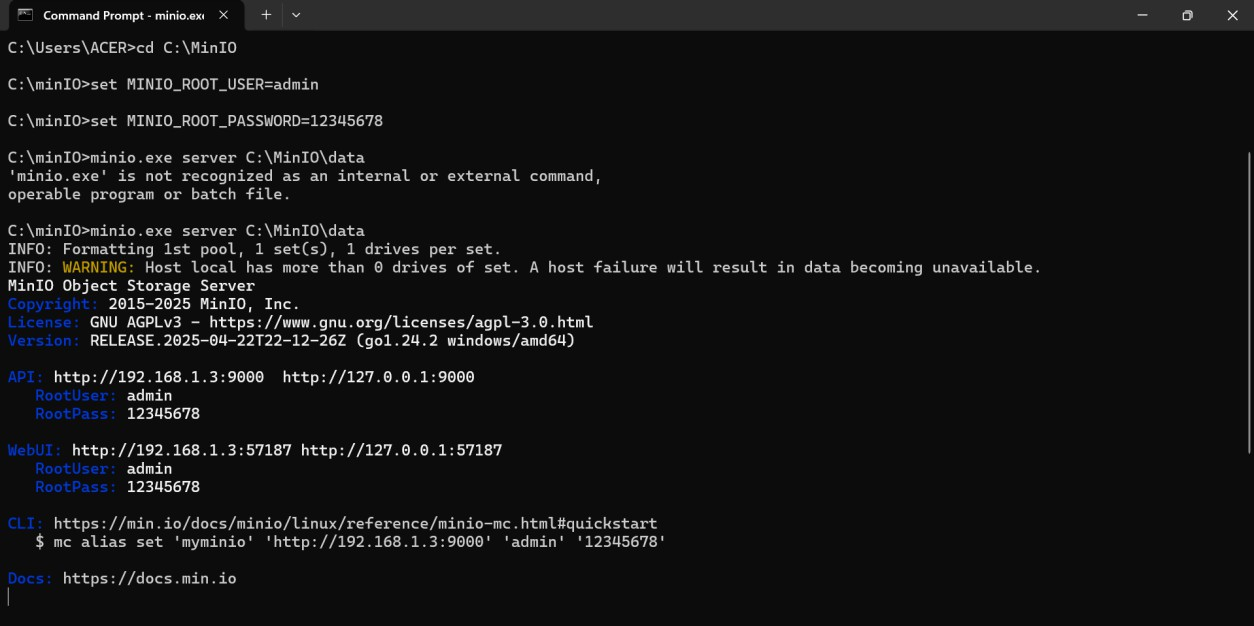 Command Prompt - minio.exe
C:\Users\ACER>cd C:\MinIO
C:\minIO>set MINIO_ROOT_USER=admin
C:\minIO>set MINIO_ROOT_PASSWORD=12345678
C:\minIO>minio.exe server C:\MinIO\data
'minio.exe' is not recognized as an internal or external command,
operable program or batch file.
C:\minIO>minio.exe server C:\MinIO\data
INFO: Formatting 1st pool, 1 set(s), 1 drives per set.
INFO: WARNING: Host local has more than 0 drives of set. A host failure will result in data becoming unavailable.
MinIO Object Storage Server
Copyright: 2015-2025 MinIO, Inc.
License: GNU AGPLv3 - https://www.gnu.org/licenses/agpl-3.0.html
Version: RELEASE.2025-04-22T22-12-26Z (go1.24.2 windows/amd64)
API: http://192.168.1.3:9000  http://127.0.0.1:9000
   RootUser: admin
   RootPass: 12345678
WebUI: http://192.168.1.3:57187 http://127.0.0.1:57187
   RootUser: admin
   RootPass: 12345678
CLI: https://min.io/docs/minio/linux/reference/minio-mc.html#quickstart
   $ mc alias set 'myminio' 'http://192.168.1.3:9000' 'admin' '12345678'
Docs: https://docs.min.io